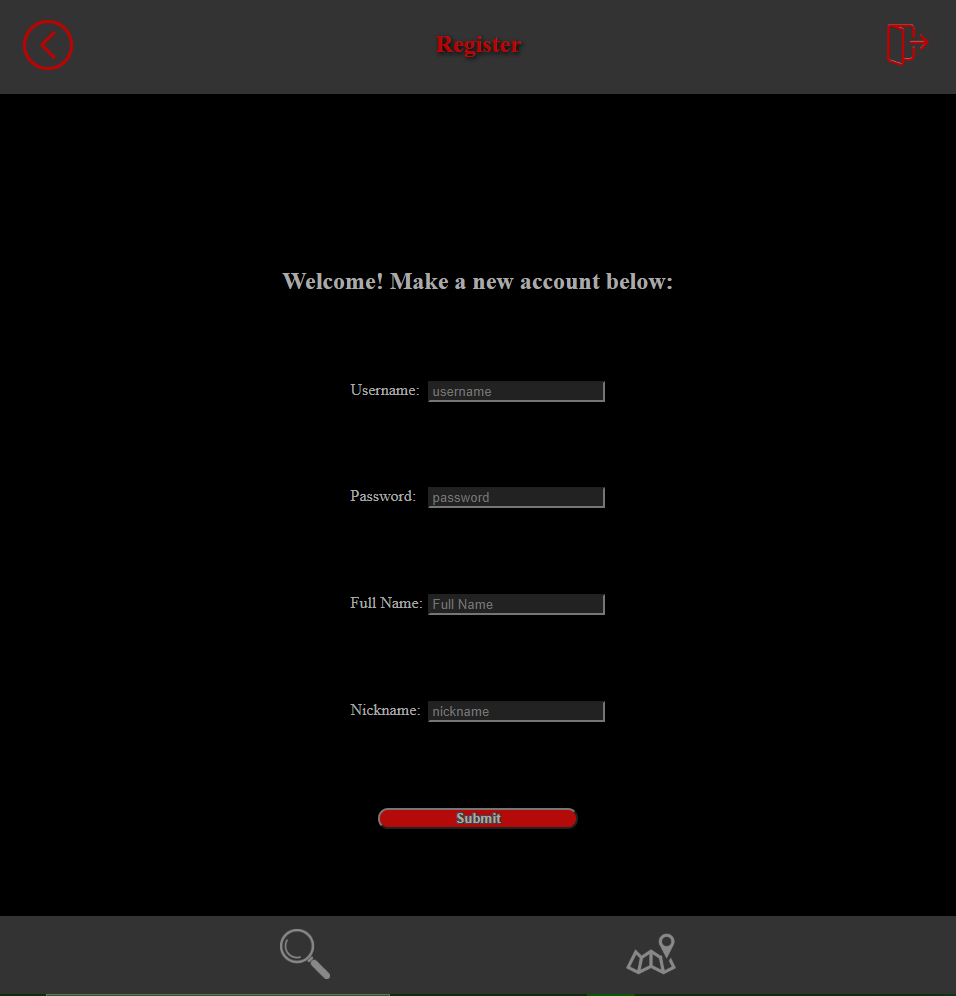 Register
Welcome! Make a new account below:
Username: username
Password: password
Full Name: Full Name
Nickname: nickname
Submit